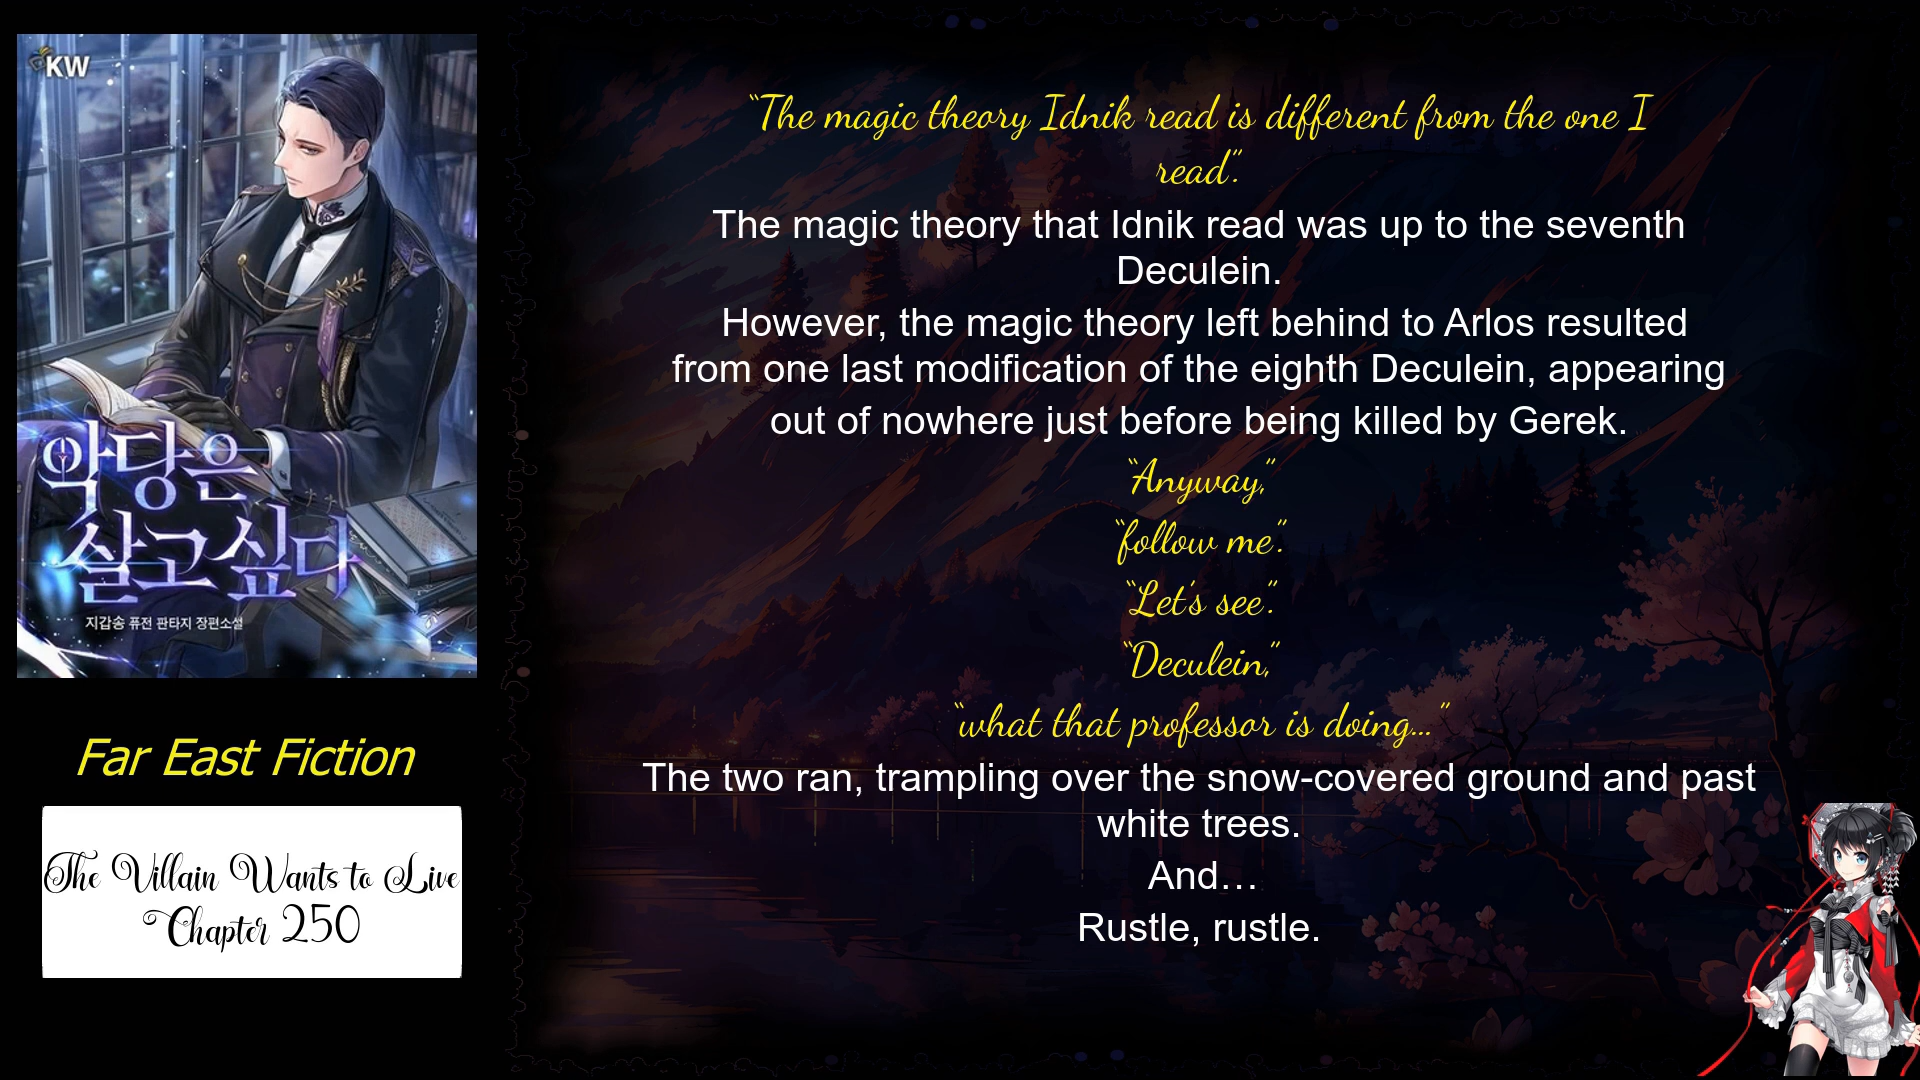 KW
악당은
살고싶다
지갑송 퓨전 판타지 장편소설
Far East Fiction
The Villain Wants to Live
Chapter 250
“The magic theory Idnik read is different from the one I
read”.
The magic theory that Idnik read was up to the seventh
Deculein.
However, the magic theory left behind to Arlos resulted
from one last modification of the eighth Deculein, appearing
out of nowhere just before being killed by Gerek.
“Anyway,”
“follow me”.
“Let’s see”.
“Deculein,”
“what that professor is doing…”
The two ran, trampling over the snow-covered ground and past
white trees.
And…
Rustle, rustle.